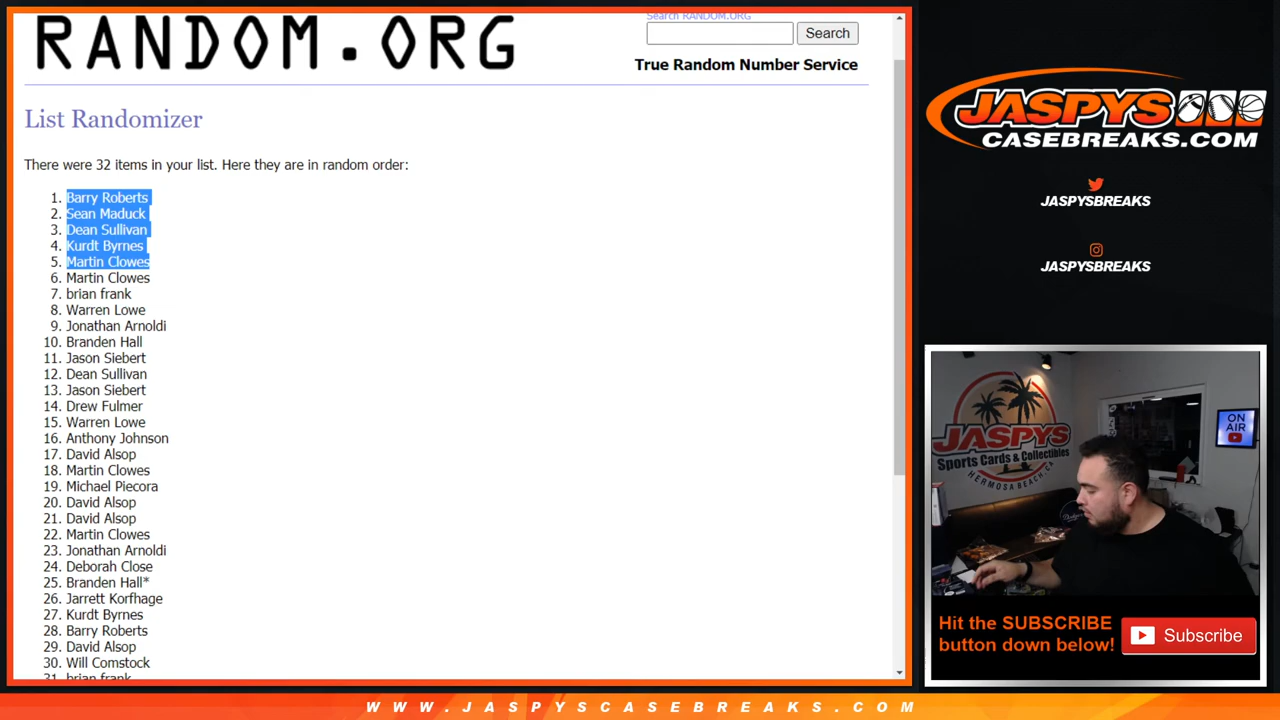 RANDOM.ORG
Search RANDOM.ORG
Search
True Random Number Service
List Randomizer
There were 32 items in your list. Here they are in random order:
1. Barry Roberts
2. Sean Maduck
3. Dean Sullivan
4. Kurdt Byrnes
5. Martin Clowes
6. Martin Clowes
7. brian frank
8. Warren Lowe
9. Jonathan Arnoldi
10. Branden Hall
11. Jason Siebert
12. Dean Sullivan
13. Jason Siebert
14. Drew Fulmer
15. Warren Lowe
16. Anthony Johnson
17. David Alsop
18. Martin Clowes
19. Michael Piecora
20. David Alsop
21. David Alsop
22. Martin Clowes
23. Jonathan Arnoldi
24. Deborah Close
25. Branden Hall*
26. Jarrett Korfhage
27. Kurdt Byrnes
28. Barry Roberts
29. David Alsop
30. Will Comstock
31. brian frank
JASPYS
CASEBREAKS.COM
JASPYSBREAKS
JASPYSBREAKS
JASPYS
Sports Cards & Collectibles
HERMOSA BEACH, CA
ON
AIR
Dodgers
Hit the SUBSCRIBE
button down below!
Subscribe
WWW.JASPYSCASEBREAKS.COM